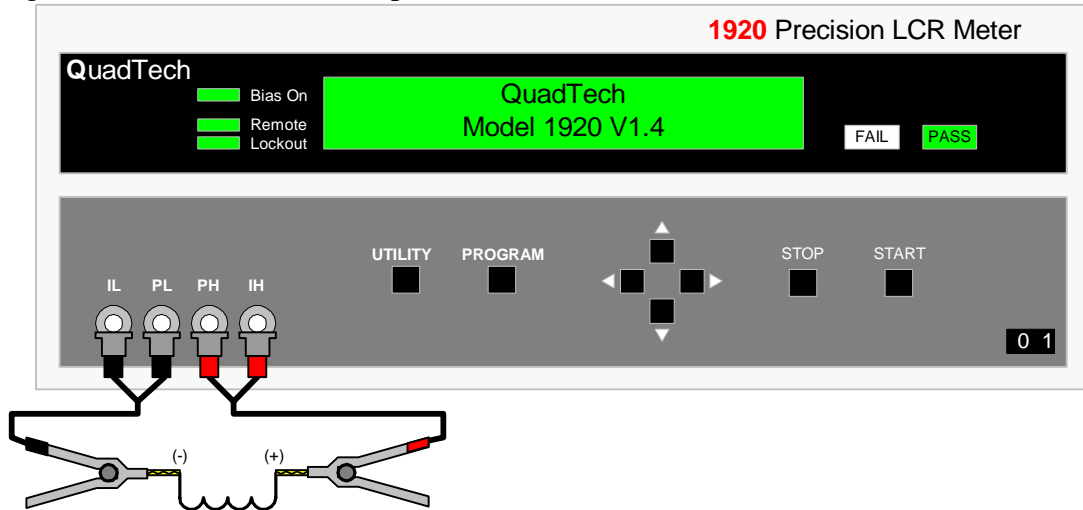 1920 Precision LCR Meter
QuadTech
Bias On
Remote
Lockout
QuadTech
Model 1920 V1.4
FAIL PASS
UTILITY PROGRAM
STOP START
IL PL PH IH
0 1
(-) (+)